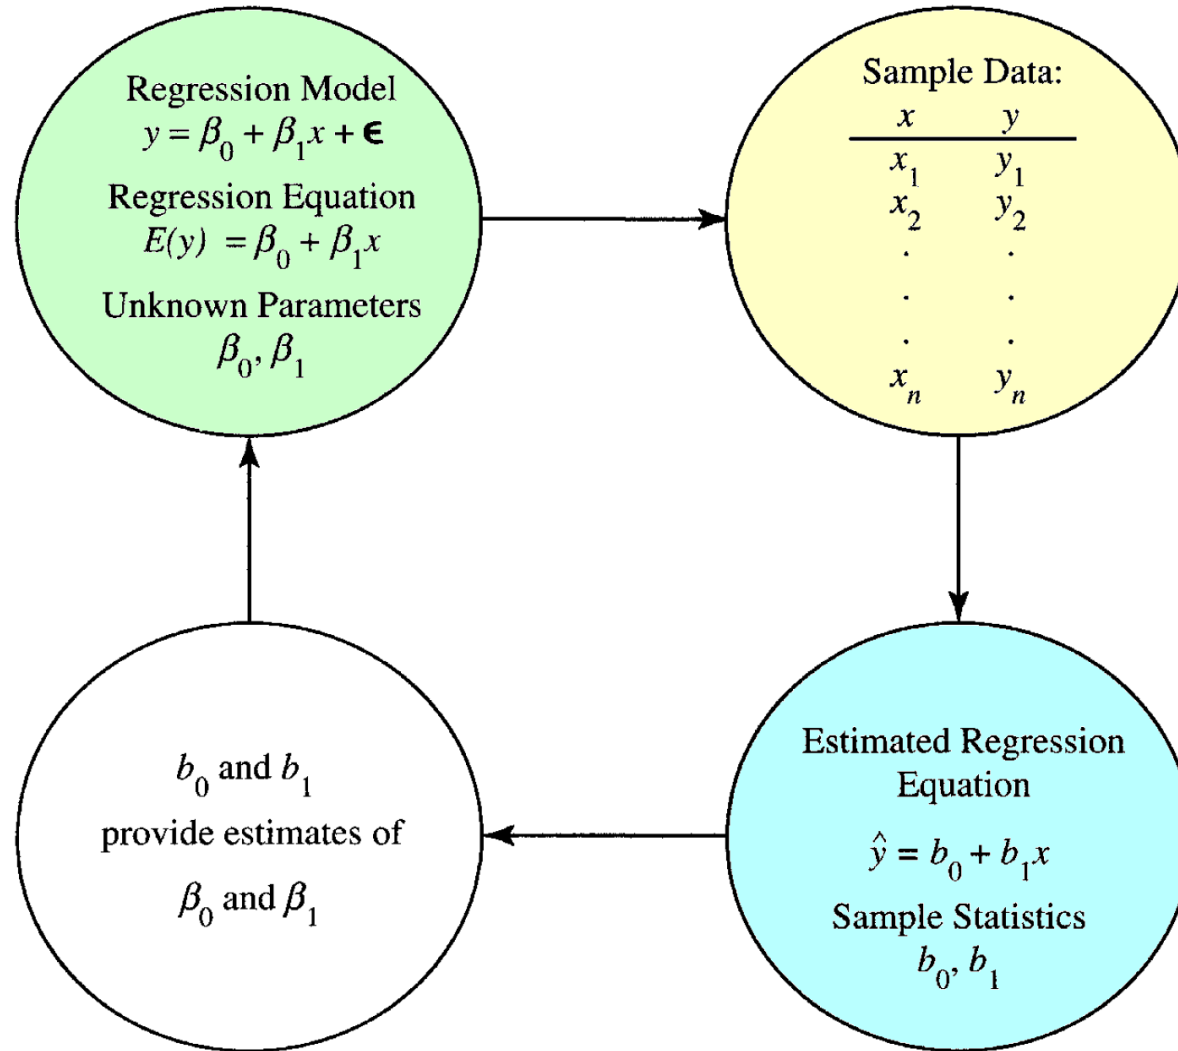 Regression Model
y = β₀ + β₁x + ϵ
Regression Equation
E(y) = β₀ + β₁x
Unknown Parameters
β₀, β₁
Sample Data:
x y
x₁ y₁
x₂ y₂
. .
. .
. .
xₙ yₙ
Estimated Regression
Equation
ŷ = b₀ + b₁x
Sample Statistics
b₀, b₁
b₀ and b₁
provide estimates of
β₀ and β₁